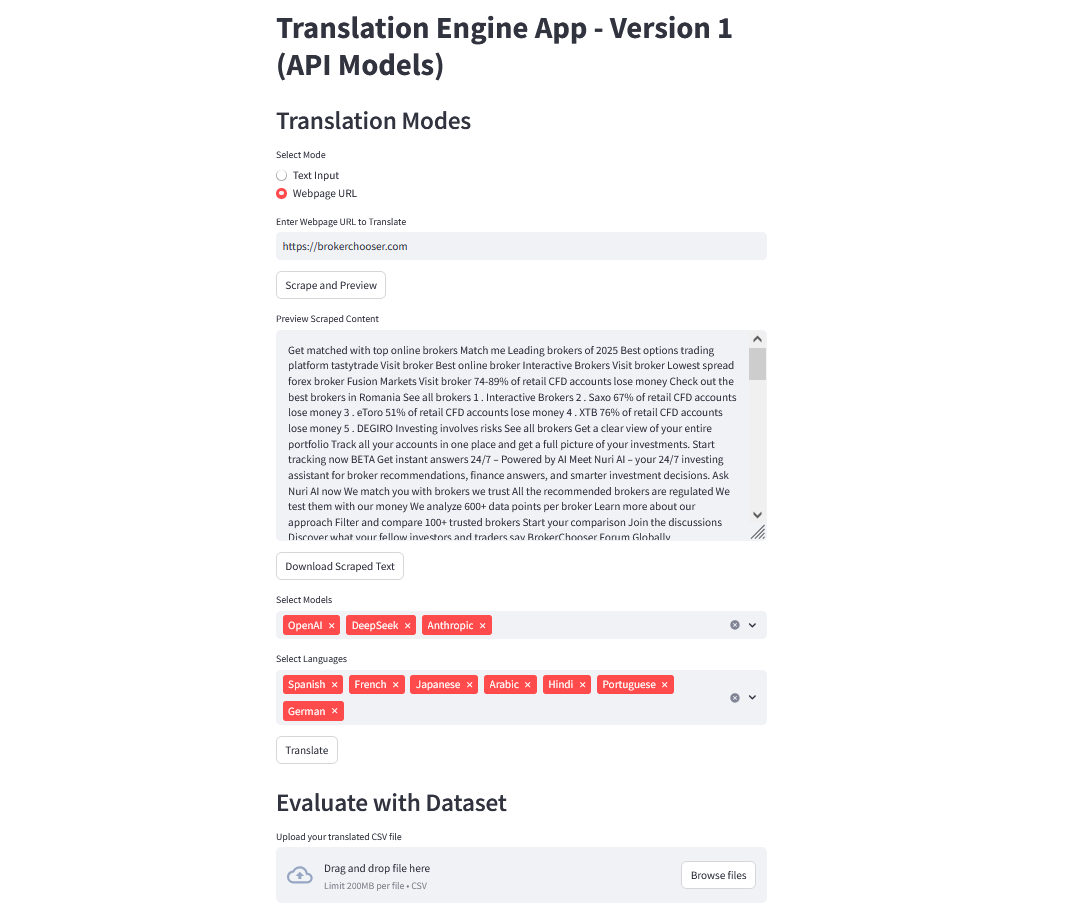 Translation Engine App - Version 1
(API Models)
Translation Modes
Select Mode
Text Input
Webpage URL
Enter Webpage URL to Translate
https://brokerchooser.com
Scrape and Preview
Preview Scraped Content
Get matched with top online brokers Match me Leading brokers of 2025 Best options trading
platform tastytrade Visit broker Best online broker Interactive Brokers Visit broker Lowest spread
forex broker Fusion Markets Visit broker 74-89% of retail CFD accounts lose money Check out the
best brokers in Romania See all brokers 1 . Interactive Brokers 2 . Saxo 67% of retail CFD accounts
lose money 3 . eToro 51% of retail CFD accounts lose money 4 . XTB 76% of retail CFD accounts
lose money 5 . DEGIRO Investing involves risks See all brokers Get a clear view of your entire
portfolio Track all your accounts in one place and get a full picture of your investments. Start
tracking now BETA Get instant answers 24/7 – Powered by AI Meet Nuri AI – your 24/7 investing
assistant for broker recommendations, finance answers, and smarter investment decisions. Ask
Nuri AI now We match you with brokers we trust All the recommended brokers are regulated We
test them with our money We analyze 600+ data points per broker Learn more about our
approach Filter and compare 100+ trusted brokers Start your comparison Join the discussions
Discover what your fellow investors and traders say BrokerChooser Forum Globally
Download Scraped Text
Select Models
OpenAI × DeepSeek × Anthropic ×
Select Languages
Spanish × French × Japanese × Arabic × Hindi × Portuguese ×
German ×
Translate
Evaluate with Dataset
Upload your translated CSV file
Drag and drop file here
Limit 200MB per file • CSV
Browse files